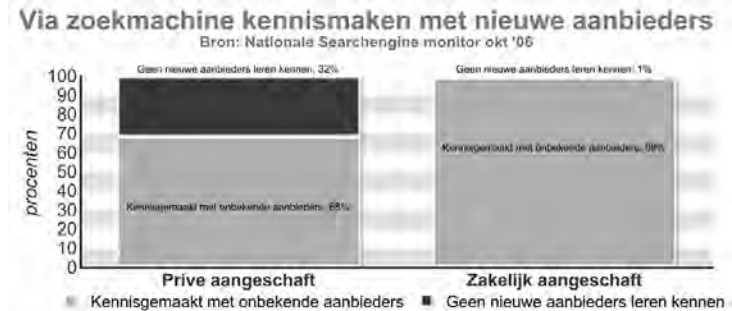 Via zoekmachine kennismaken met nieuwe aanbieders
Bron: Nationale Searchengine monitor okt '06
Geen nieuwe aanbieders leren kennen, 32%
Geen nieuwe aanbieders leren kennen, 1%
procenten
100
90
80
70
60
50
40
30
20
10
0
Kennisgemaakt met onbekende aanbieders, 99%
Kennisgemaakt met onbekende aanbieders, 68%
Prive aangeschaft
Zakelijk aangeschaft
Kennisgemaakt met onbekende aanbieders
Geen nieuwe aanbieders leren kennen